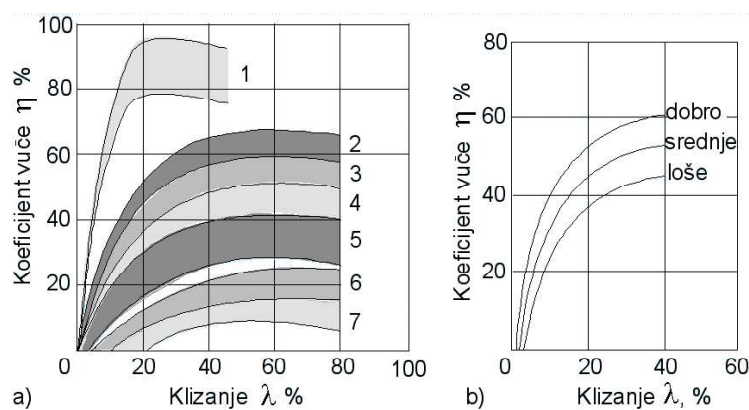 100
80
60
40
20
0
20
40
60
80
100
Koeficijent vuče η %
Klizanje λ %
1
2
3
4
5
6
7
a)
80
60
40
20
0
20
40
60
Koeficijent vuče η %
Klizanje λ, %
dobro
srednje
loše
b)